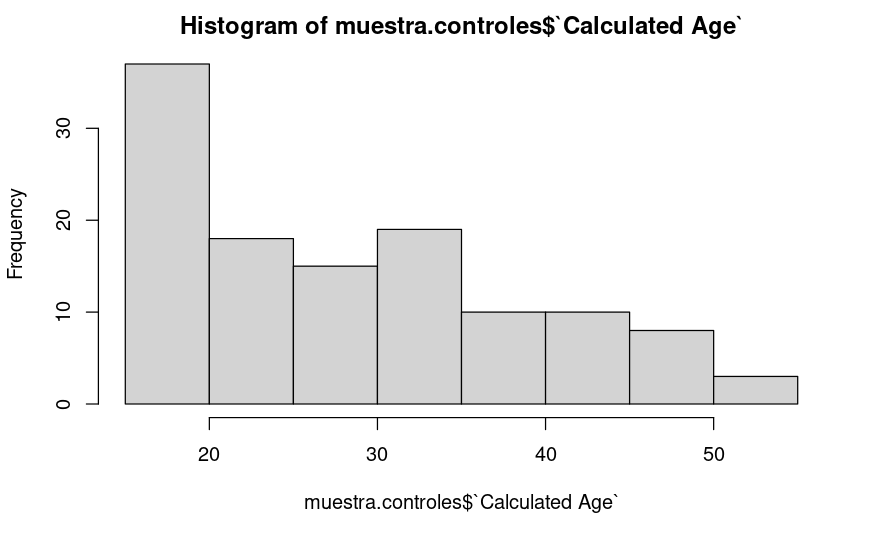 Histogram of muestra.controles$`Calculated Age`
Frequency
30
20
10
0
20 30 40 50
muestra.controles$`Calculated Age`